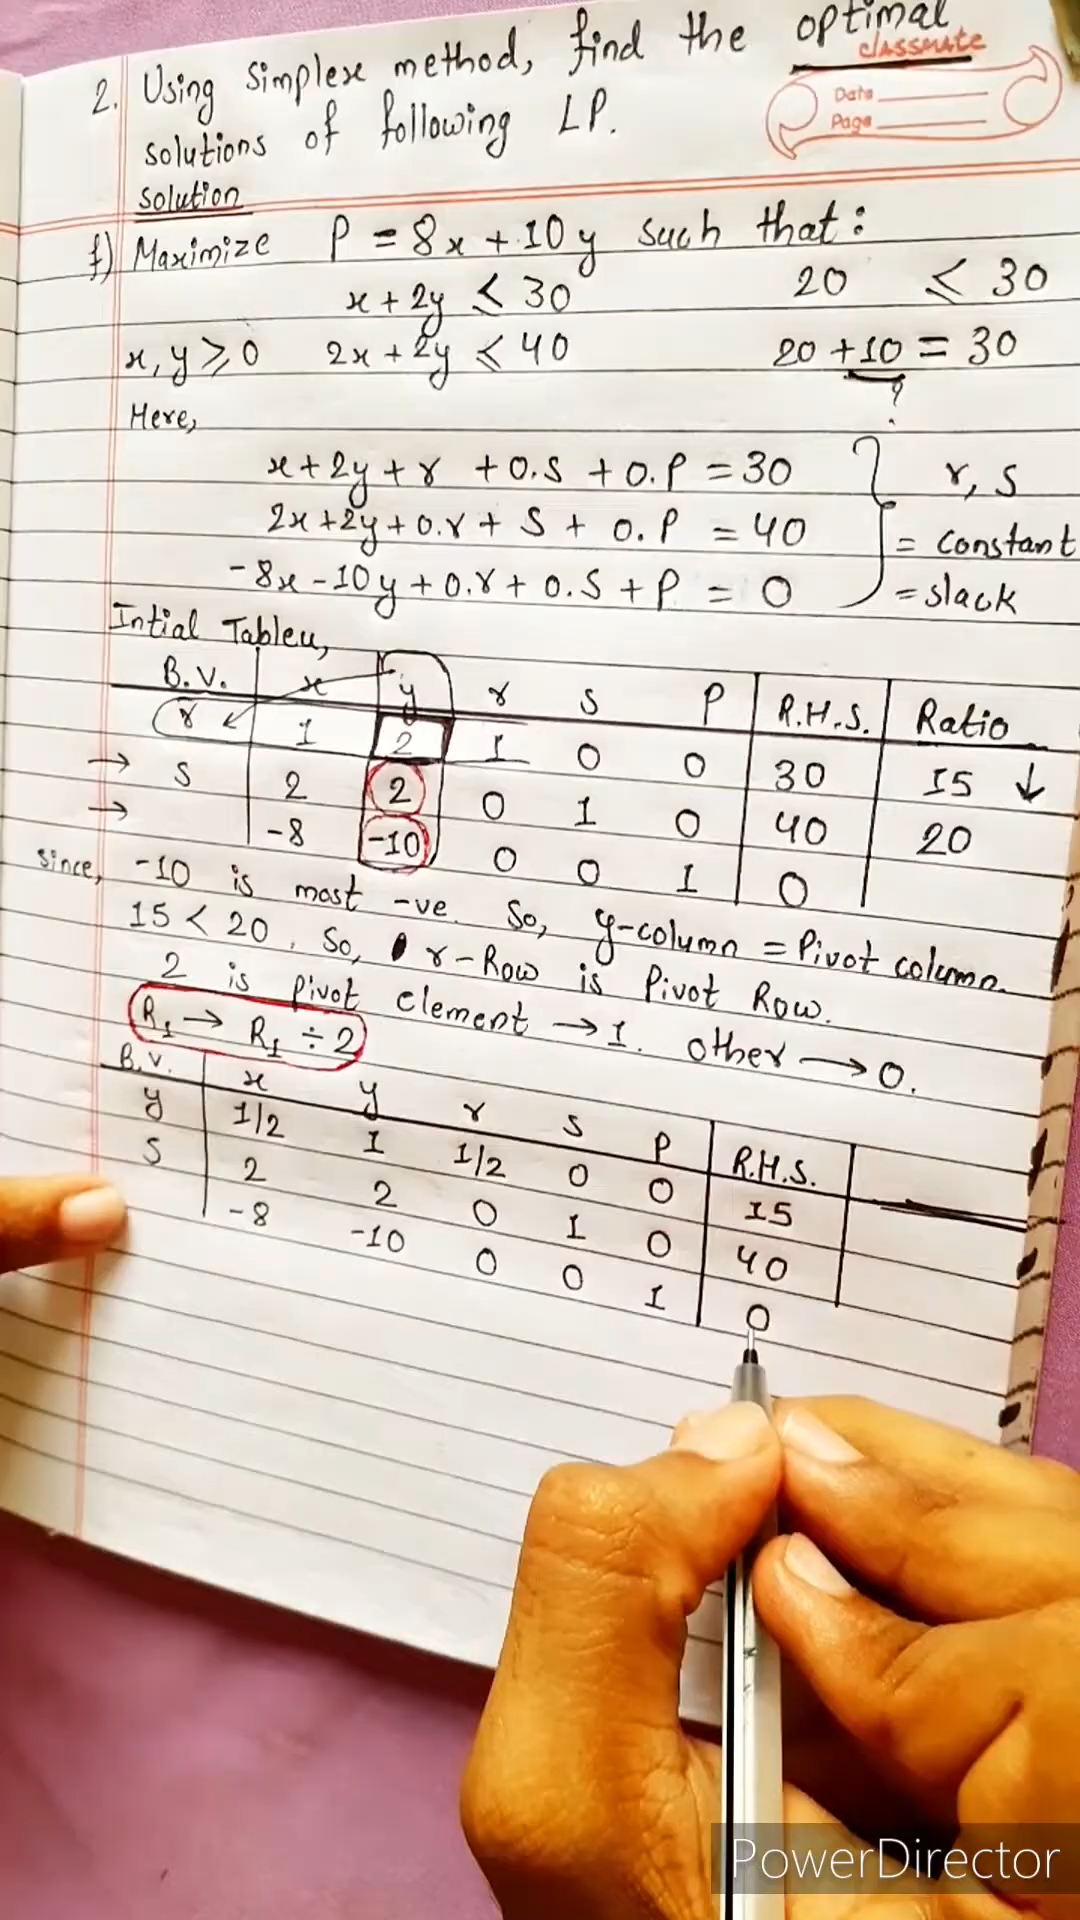 2. Using simplex method, find the optimal
classmate
Date
Page
solutions of following LP.
solution
f) Maximize P = 8x + 10y such that:
x + 2y ≤ 30 20 ≤ 30
x, y ≥ 0 2x + 2y ≤ 40 20 + 10 = 30
?
Here,
x + 2y + r + 0.s + 0.P = 30 r, s
2x + 2y + 0.r + s + 0.P = 40 = constant
-8x - 10y + 0.r + 0.s + P = 0 = slack
Intial Tableu,
B.V. x y r s P R.H.S. Ratio
r ↙ 1 2 1 0 0 30 15 ↓
→ s 2 2 0 1 0 40 20
→ -8 -10 0 0 1 0
Since, -10 is most -ve. So, y-column = Pivot column.
15 < 20. So, r-Row is Pivot Row.
2 is pivot element → 1. other → 0.
R1 → R1 ÷ 2
B.V. x y r s P R.H.S.
y 1/2 1 1/2 0 0 15
s 2 2 0 1 0 40
-8 -10 0 0 1 0
PowerDirector